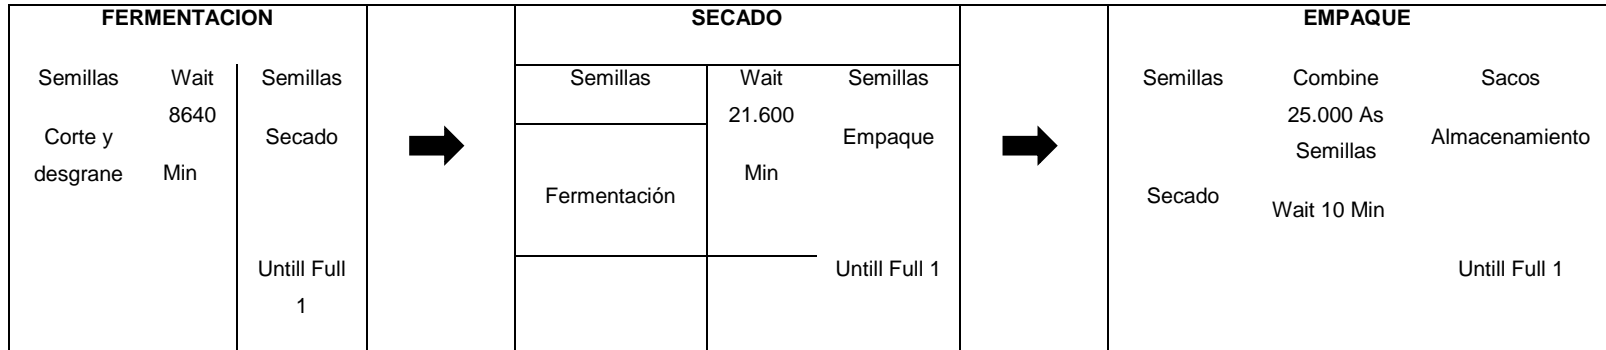 FERMENTACION
Semillas
Corte y
desgrane
Wait
8640
Min
Semillas
Secado
Untill Full
1
SECADO
Semillas
Fermentación
Wait
21.600
Min
Semillas
Empaque
Untill Full 1
EMPAQUE
Semillas
Secado
Combine
25.000 As
Semillas
Wait 10 Min
Sacos
Almacenamiento
Untill Full 1